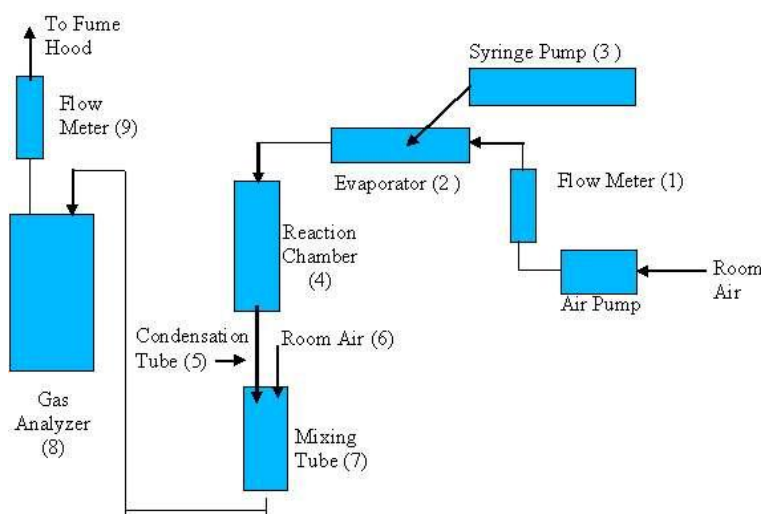 To Fume
Hood
Flow
Meter (9)
Syringe Pump (3 )
Evaporator (2 )
Flow Meter (1)
Reaction
Chamber
(4)
Room
Air
Air Pump
Condensation
Tube (5)
Room Air (6)
Gas
Analyzer
(8)
Mixing
Tube (7)